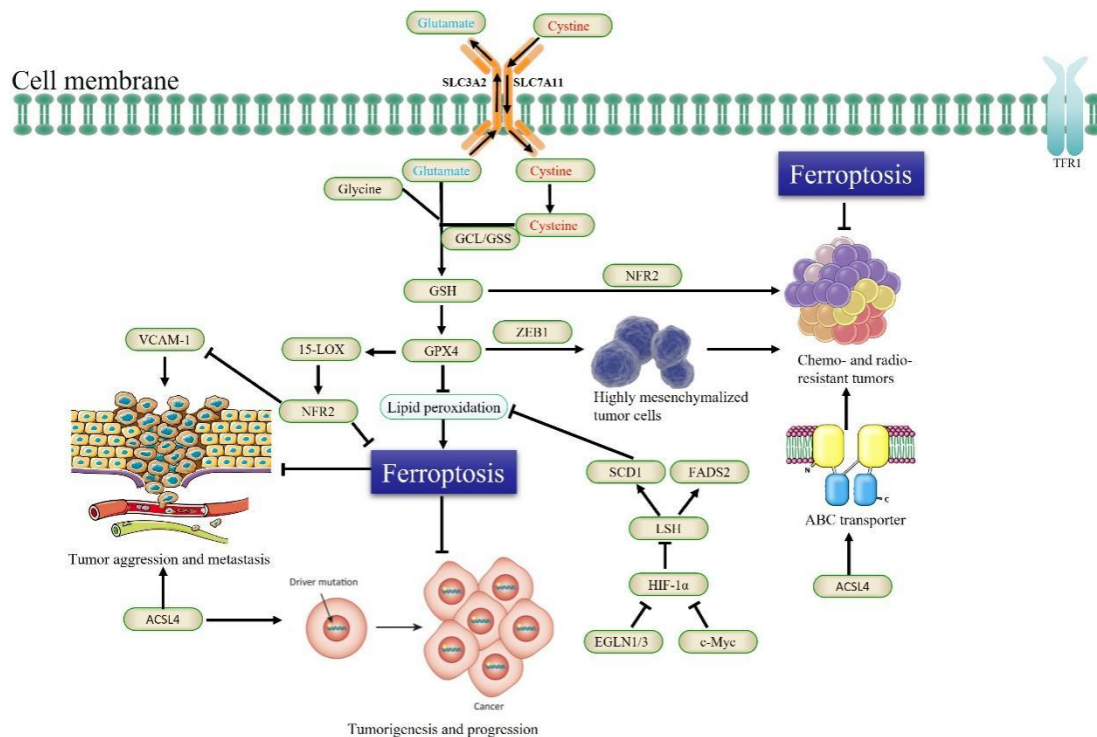 Glutamate
Cystine
Cell membrane
SLC3A2
SLC7A11
TFR1
Glutamate
Cystine
Ferroptosis
Glycine
Cysteine
GCL/GSS
NFR2
GSH
ZEB1
VCAM-1
15-LOX
GPX4
Chemo- and radio-
resistant tumors
Highly mesenchymalized
tumor cells
NFR2
Lipid peroxidation
Ferroptosis
SCD1
FADS2
N
C
ABC transporter
LSH
Tumor aggression and metastasis
Driver mutation
HIF-1α
ACSL4
ACSL4
EGLN1/3
c-Myc
Cancer
Tumorigenesis and progression